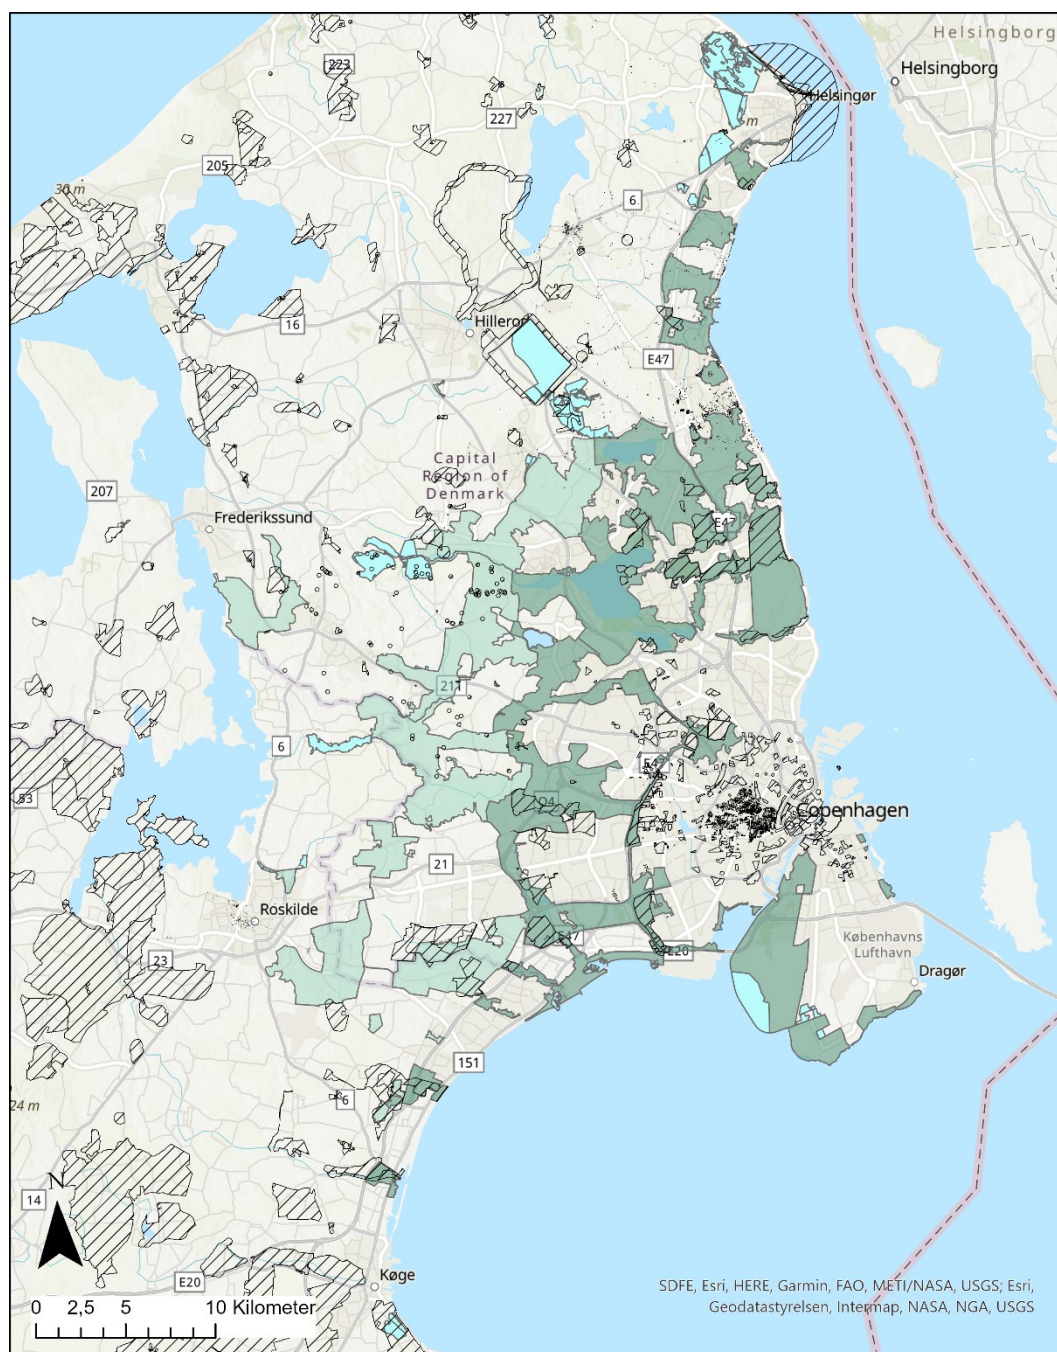 Helsingborg
Helsingborg
223
Helsingør
227
205
30 m
6
16
Hillerød
E47
Capital
Region of
Denmark
207
Frederikssund
E47
211
6
53
E47
O4
Copenhagen
21
Roskilde
E47
E20
Københavns
Lufthavn
23
Dragør
151
6
24 m
N
14
E20
Køge
SDFE, Esri, HERE, Garmin, FAO, METI/NASA, USGS; Esri,
Geodatastyrelsen, Intermap, NASA, NGA, USGS
0 2,5 5 10 Kilometer